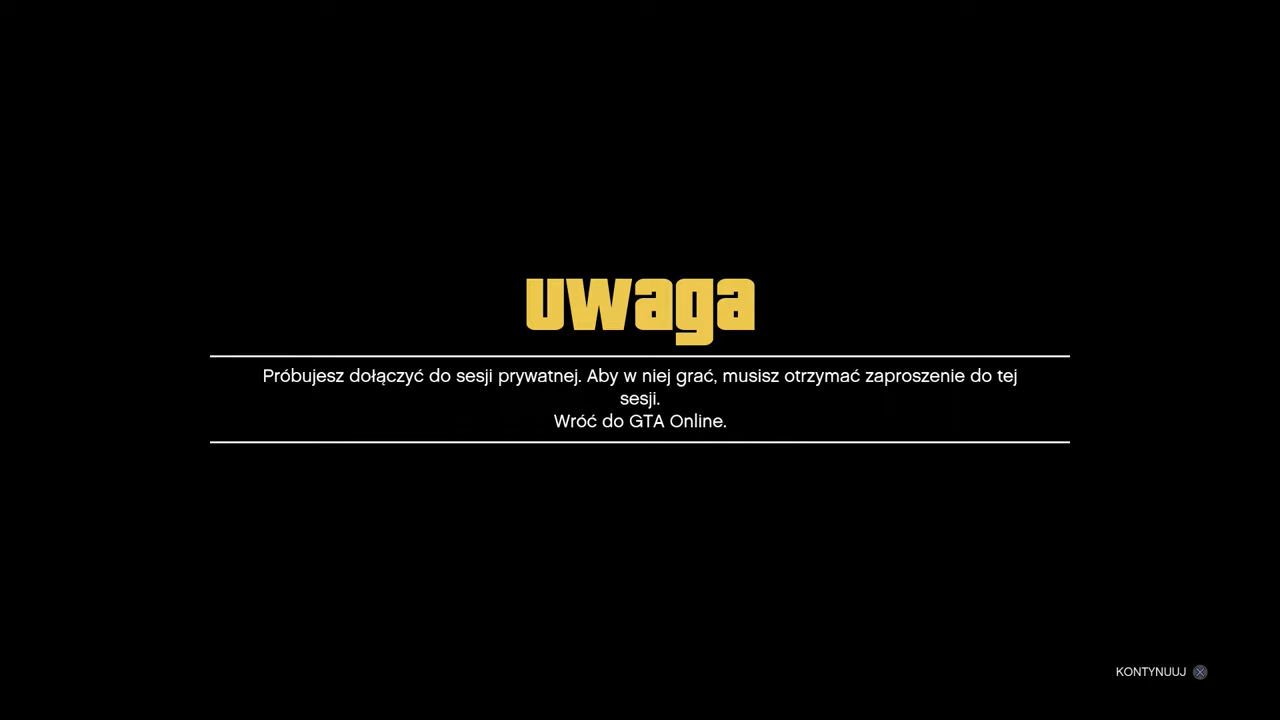 uwaga
Próbujesz dołączyć do sesji prywatnej. Aby w niej grać, musisz otrzymać zaproszenie do tej
sesji.
Wróć do GTA Online.
KONTYNUUJ